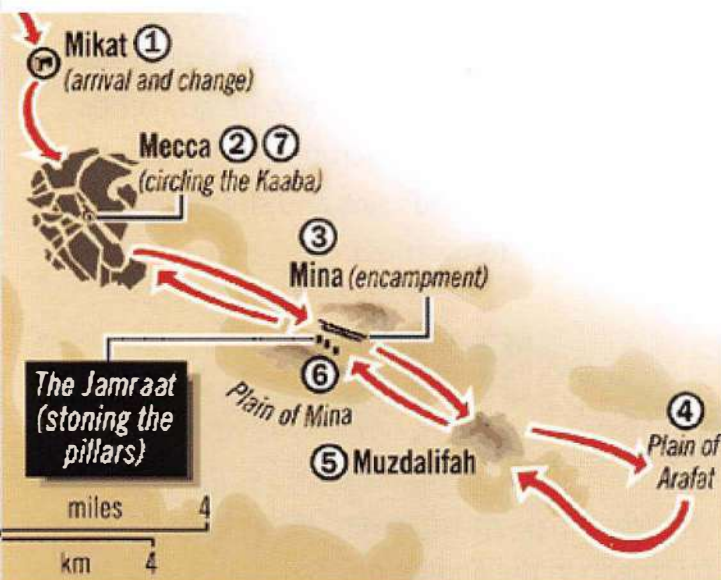 Mikat 1
(arrival and change)
Mecca 2 7
(circling the Kaaba)
3
Mina (encampment)
The Jamraat
(stoning the
pillars)
6
Plain of Mina
4
Plain of
Arafat
5 Muzdalifah
miles 4
km 4